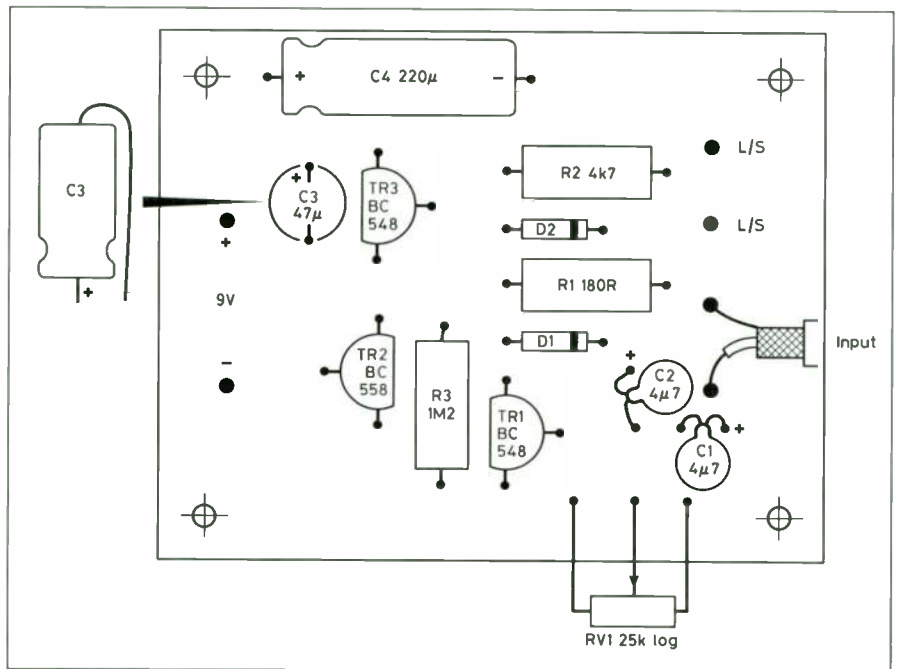 + C4 220µ −
L/S
C3
R2 4k7
+
C3
47µ
TR3
BC
548
L/S
D2
+
+
9V
R1 180R
−
D1
Input
TR2
BC
558
R3
1M2
+
C2
4µ7
TR1
BC
548
+
C1
4µ7
RV1 25k log